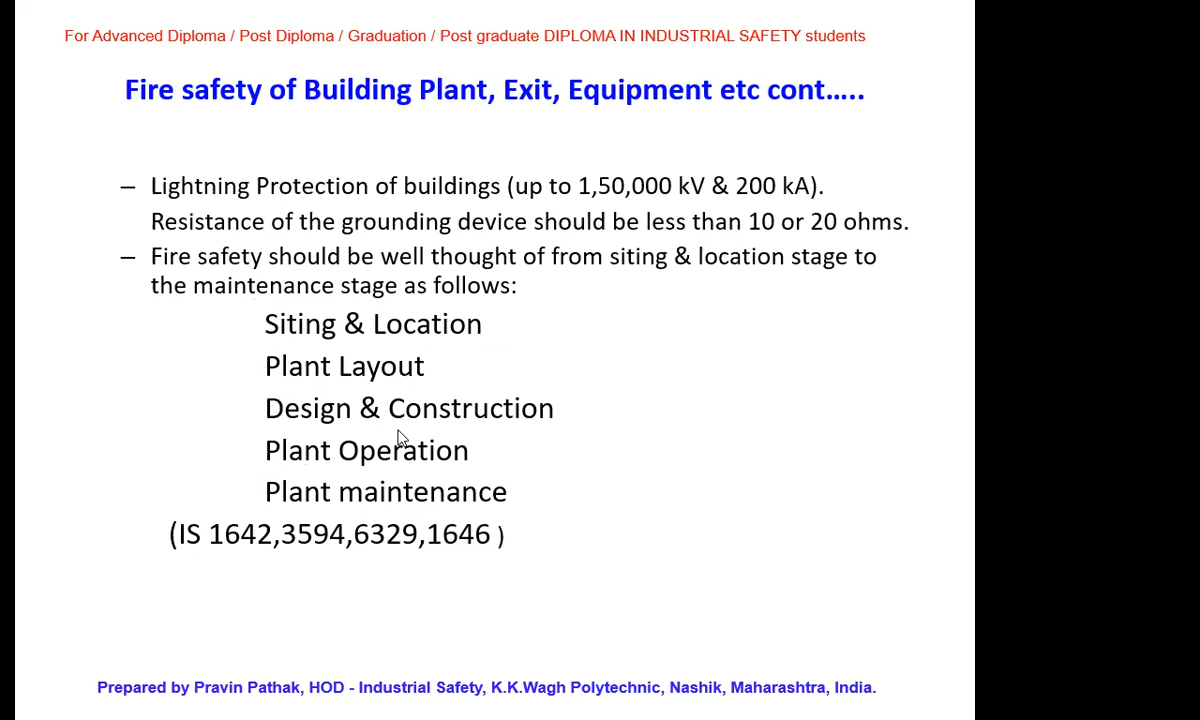 For Advanced Diploma / Post Diploma / Graduation / Post graduate DIPLOMA IN INDUSTRIAL SAFETY students
Fire safety of Building Plant, Exit, Equipment etc cont…..
– Lightning Protection of buildings (up to 1,50,000 kV & 200 kA).
Resistance of the grounding device should be less than 10 or 20 ohms.
– Fire safety should be well thought of from siting & location stage to
the maintenance stage as follows:
Siting & Location
Plant Layout
Design & Construction
Plant Operation
Plant maintenance
(IS 1642,3594,6329,1646 )
Prepared by Pravin Pathak, HOD - Industrial Safety, K.K.Wagh Polytechnic, Nashik, Maharashtra, India.